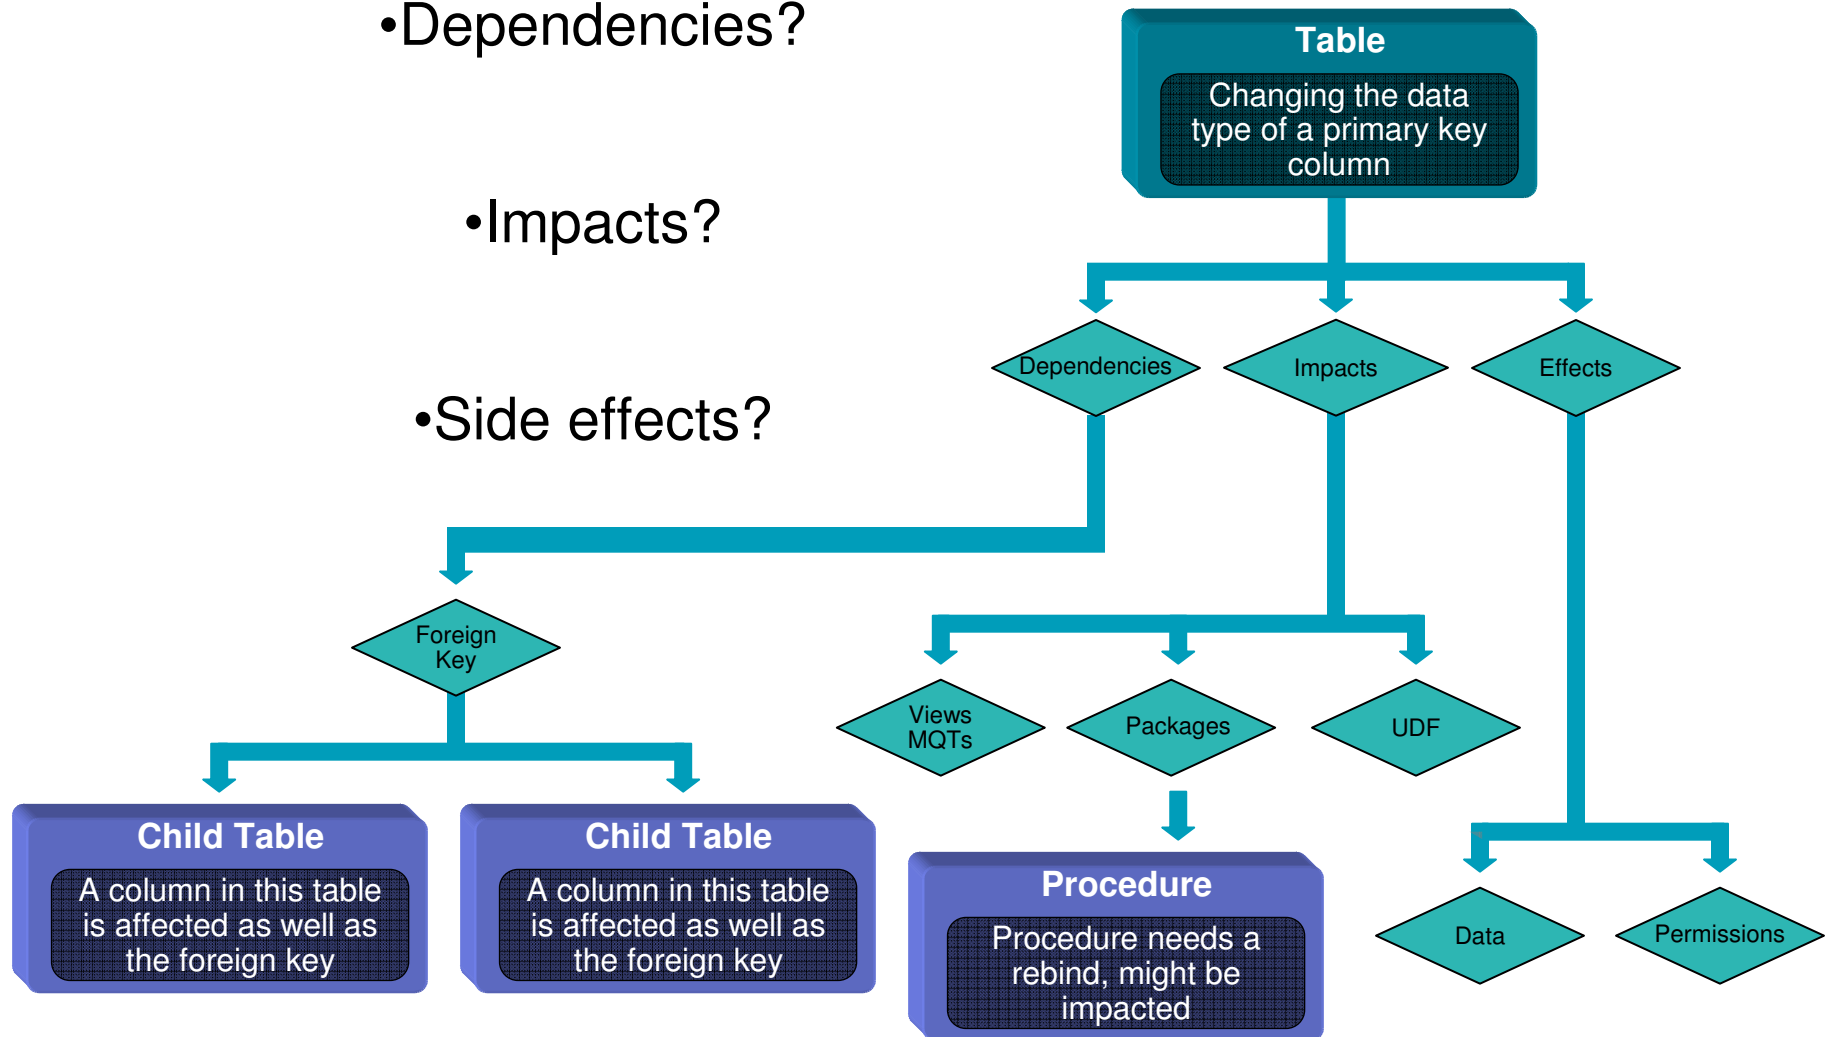 •Dependencies?
•Impacts?
•Side effects?
Table
Changing the data
type of a primary key
column
Dependencies
Impacts
Effects
Foreign
Key
Views
MQTs
Packages
UDF
Child Table
A column in this table
is affected as well as
the foreign key
Child Table
A column in this table
is affected as well as
the foreign key
Procedure
Procedure needs a
rebind, might be
impacted
Data
Permissions